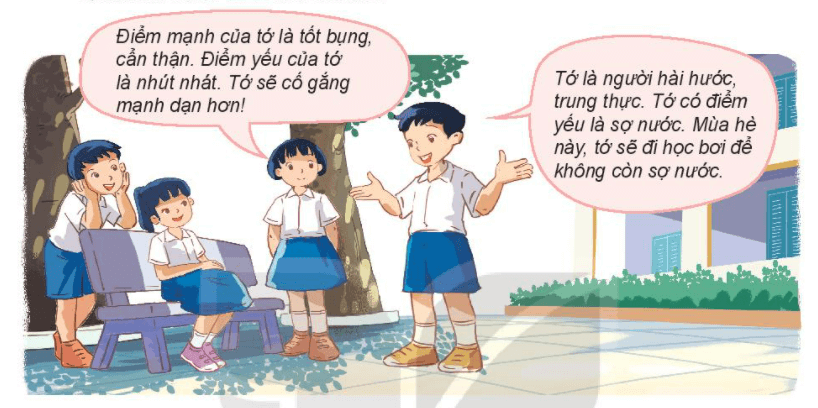 Điểm mạnh của tớ là tốt bụng,
cẩn thận. Điểm yếu của tớ
là nhút nhát. Tớ sẽ cố gắng
mạnh dạn hơn!
Tớ là người hài hước,
trung thực. Tớ có điểm
yếu là sợ nước. Mùa hè
này, tớ sẽ đi học bơi để
không còn sợ nước.